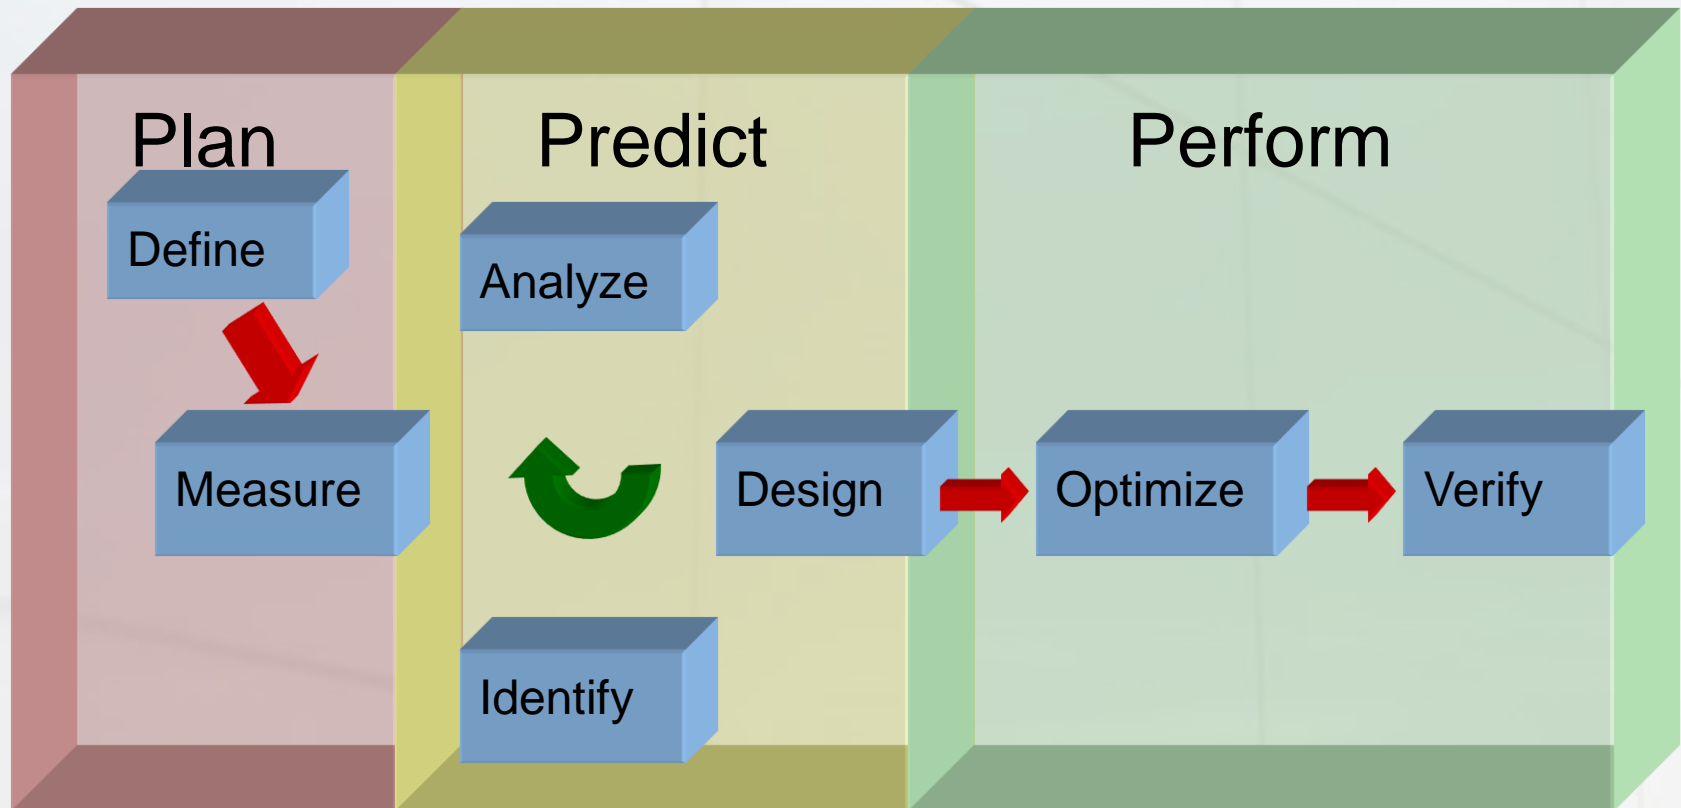 Plan
Predict
Perform
Define
Analyze
Measure
Design
Optimize
Verify
Identify